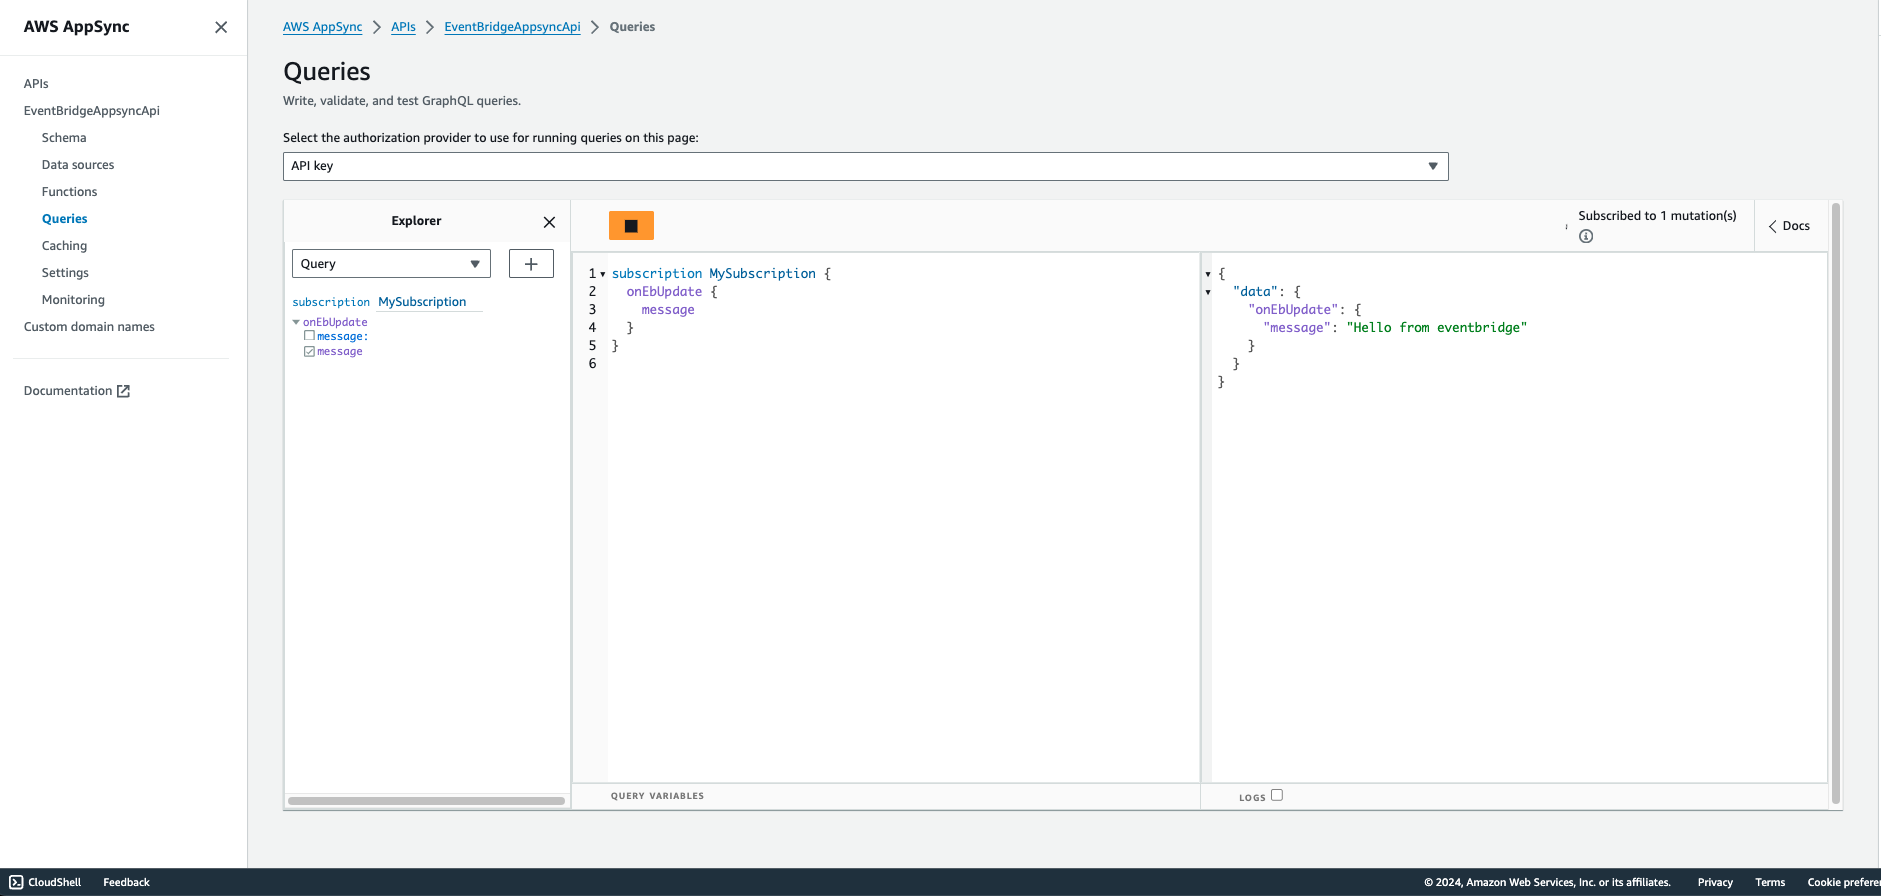 AWS AppSync
APIs
EventBridgeAppsyncApi
Schema
Data sources
Functions
Queries
Caching
Settings
Monitoring
Custom domain names
Documentation
AWS AppSync > APIs > EventBridgeAppsyncApi > Queries
Queries
Write, validate, and test GraphQL queries.
Select the authorization provider to use for running queries on this page:
API key
Explorer
Query
subscription MySubscription
onEbUpdate
message:
message
Subscribed to 1 mutation(s)
Docs
1 subscription MySubscription {
2 onEbUpdate {
3 message
4 }
5 }
6
{
"data": {
"onEbUpdate": {
"message": "Hello from eventbridge"
}
}
}
QUERY VARIABLES
LOGS
CloudShell Feedback
© 2024, Amazon Web Services, Inc. or its affiliates. Privacy Terms Cookie prefere